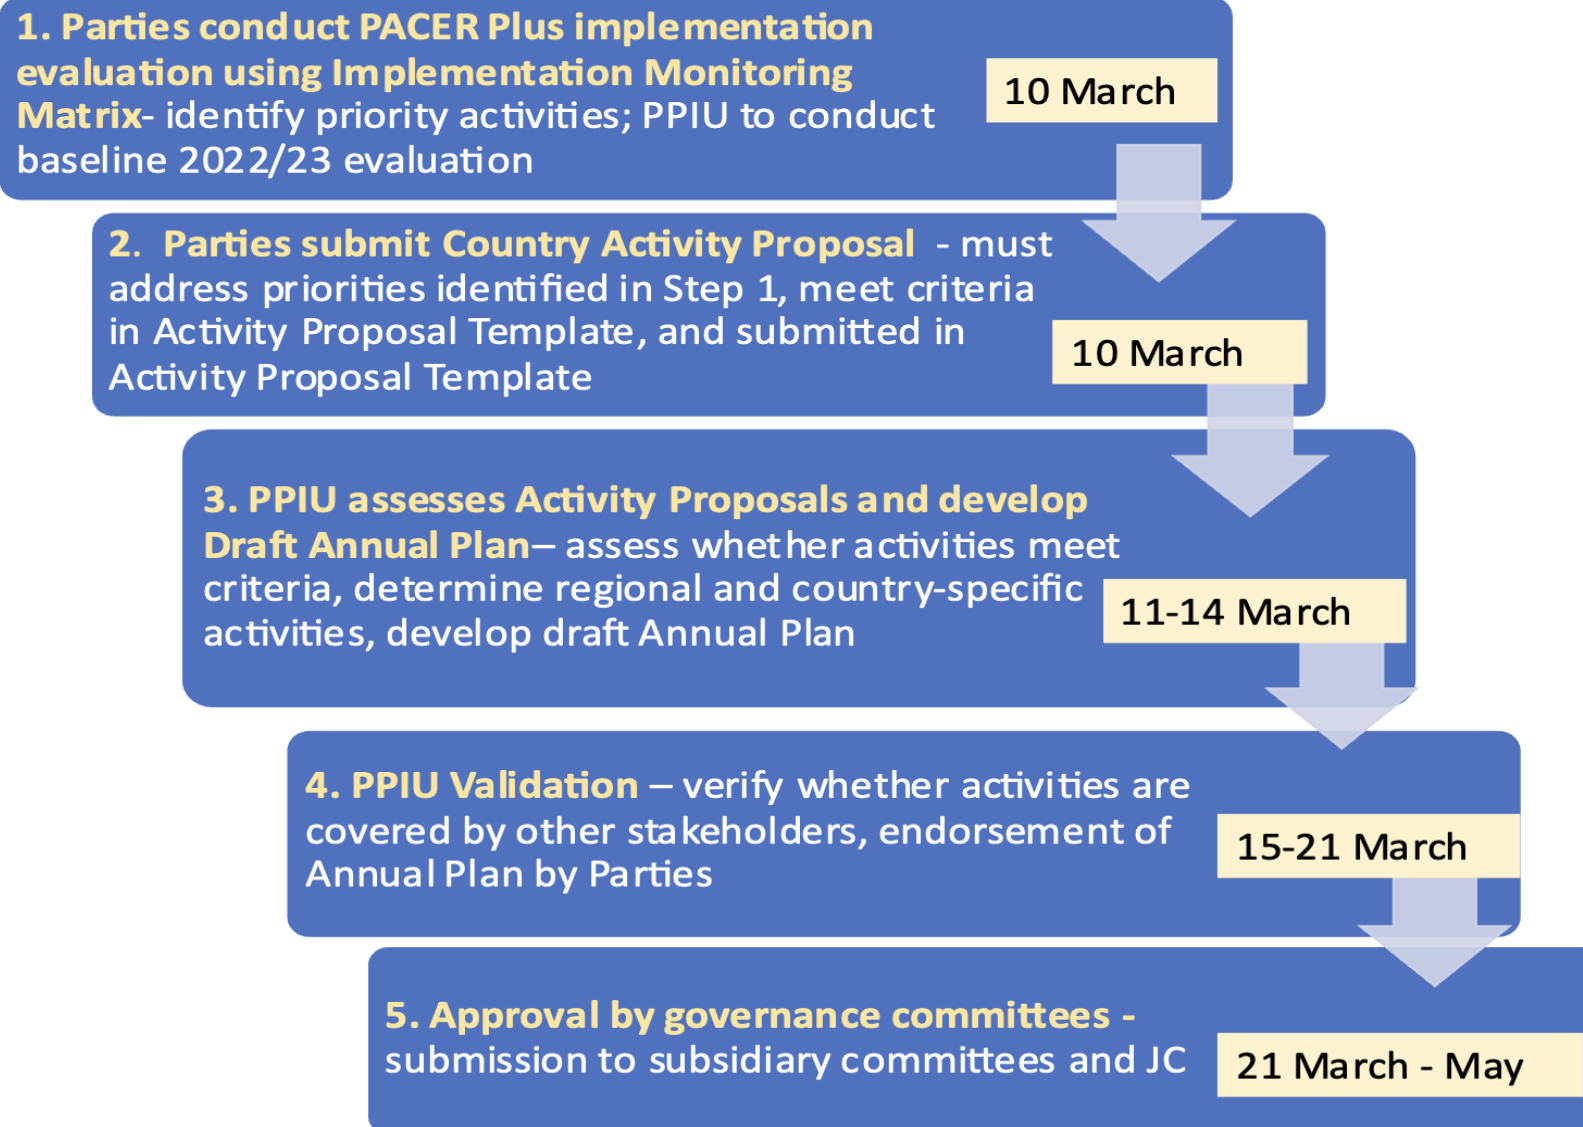 1. Parties conduct PACER Plus implementation
evaluation using Implementation Monitoring
Matrix- identify priority activities; PPIU to conduct
baseline 2022/23 evaluation
10 March
2.  Parties submit Country Activity Proposal  - must
address priorities identified in Step 1, meet criteria
in Activity Proposal Template, and submitted in
Activity Proposal Template
10 March
3. PPIU assesses Activity Proposals and develop
Draft Annual Plan– assess whether activities meet
criteria, determine regional and country-specific
activities, develop draft Annual Plan
11-14 March
4. PPIU Validation – verify whether activities are
covered by other stakeholders, endorsement of
Annual Plan by Parties
15-21 March
5. Approval by governance committees -
submission to subsidiary committees and JC
21 March - May